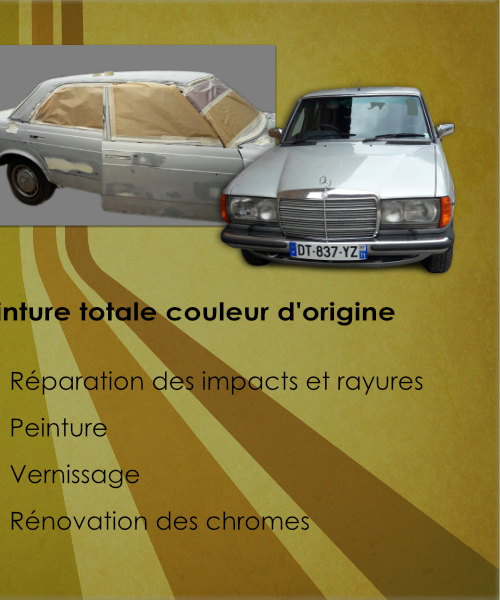 DT-837-YZ
inture totale couleur d'origine
Réparation des impacts et rayures
Peinture
Vernissage
Rénovation des chromes